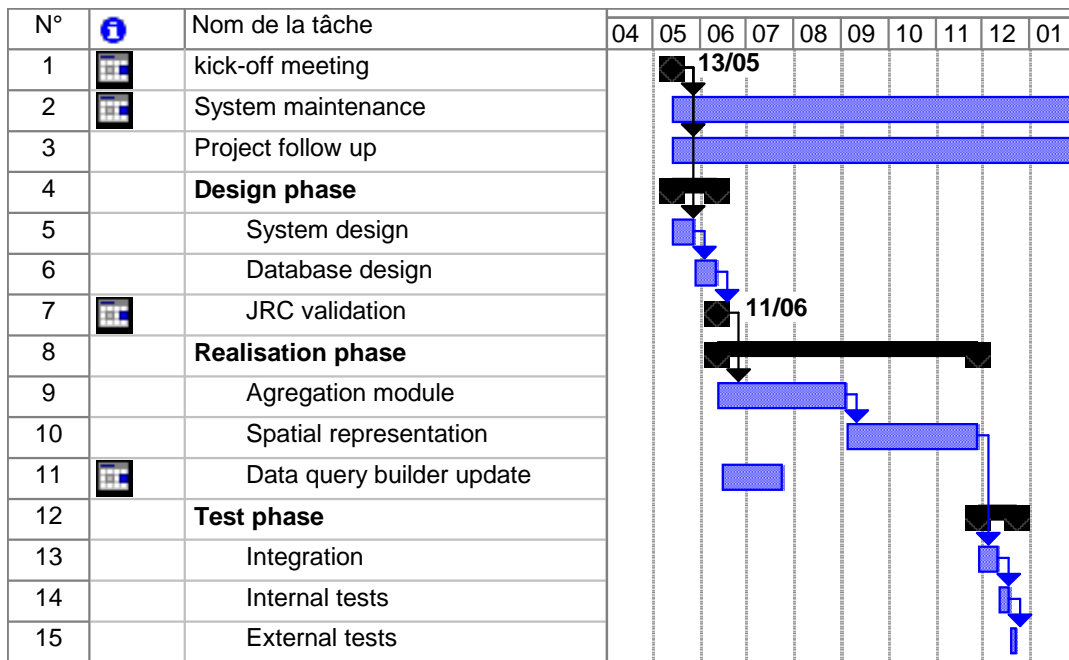 N° Nom de la tâche 04 05 06 07 08 09 10 11 12 01
1 kick-off meeting 13/05
2 System maintenance
3 Project follow up
4 Design phase
5 System design
6 Database design
7 JRC validation 11/06
8 Realisation phase
9 Agregation module
10 Spatial representation
11 Data query builder update
12 Test phase
13 Integration
14 Internal tests
15 External tests